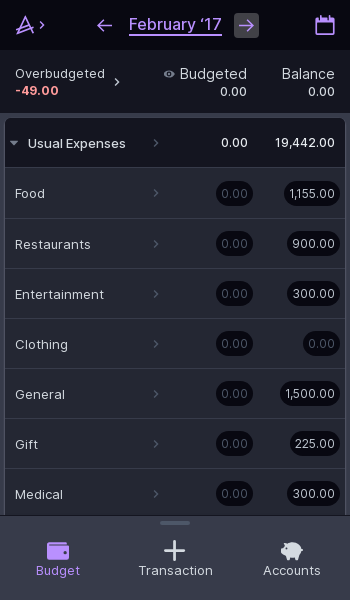 February ‘17
Overbudgeted
-49.00
Budgeted
0.00
Balance
0.00
Usual Expenses 0.00 19,442.00
Food 0.00 1,155.00
Restaurants 0.00 900.00
Entertainment 0.00 300.00
Clothing 0.00 0.00
General 0.00 1,500.00
Gift 0.00 225.00
Medical 0.00 300.00
Budget Transaction Accounts